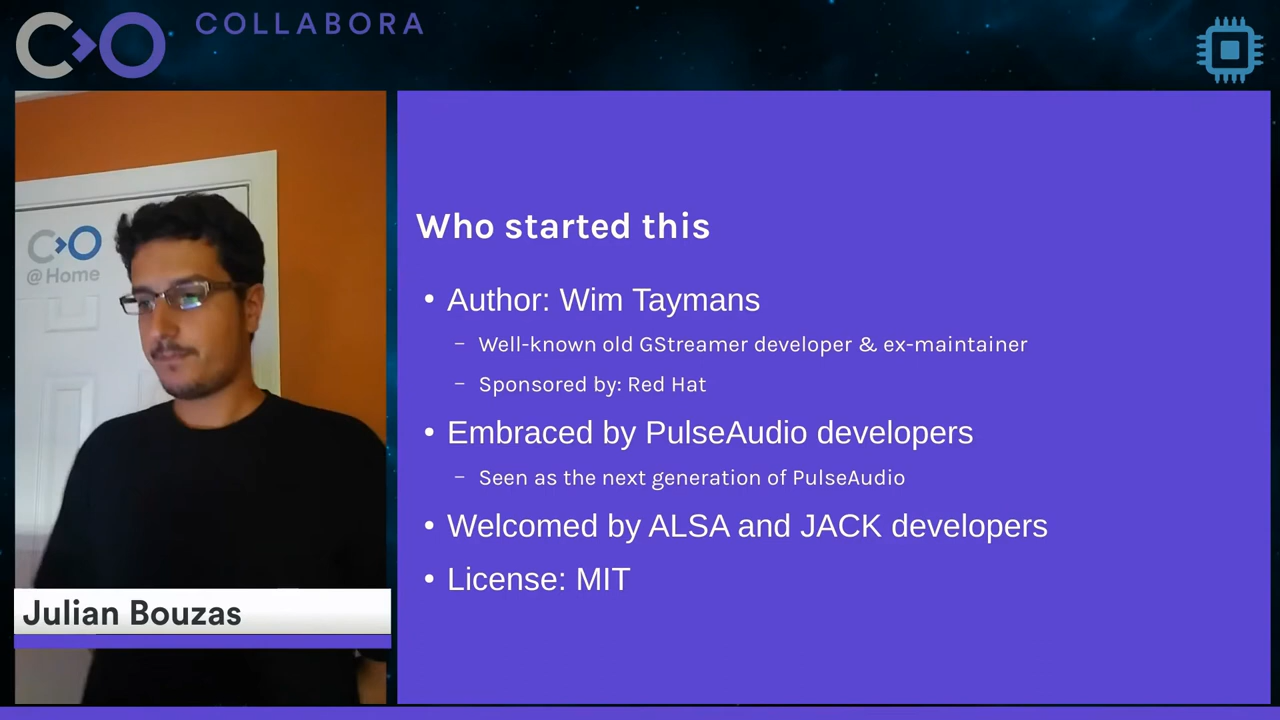 COLLABORA
@Home
Julian Bouzas
Who started this
• Author: Wim Taymans
– Well-known old GStreamer developer & ex-maintainer
– Sponsored by: Red Hat
• Embraced by PulseAudio developers
– Seen as the next generation of PulseAudio
• Welcomed by ALSA and JACK developers
• License: MIT